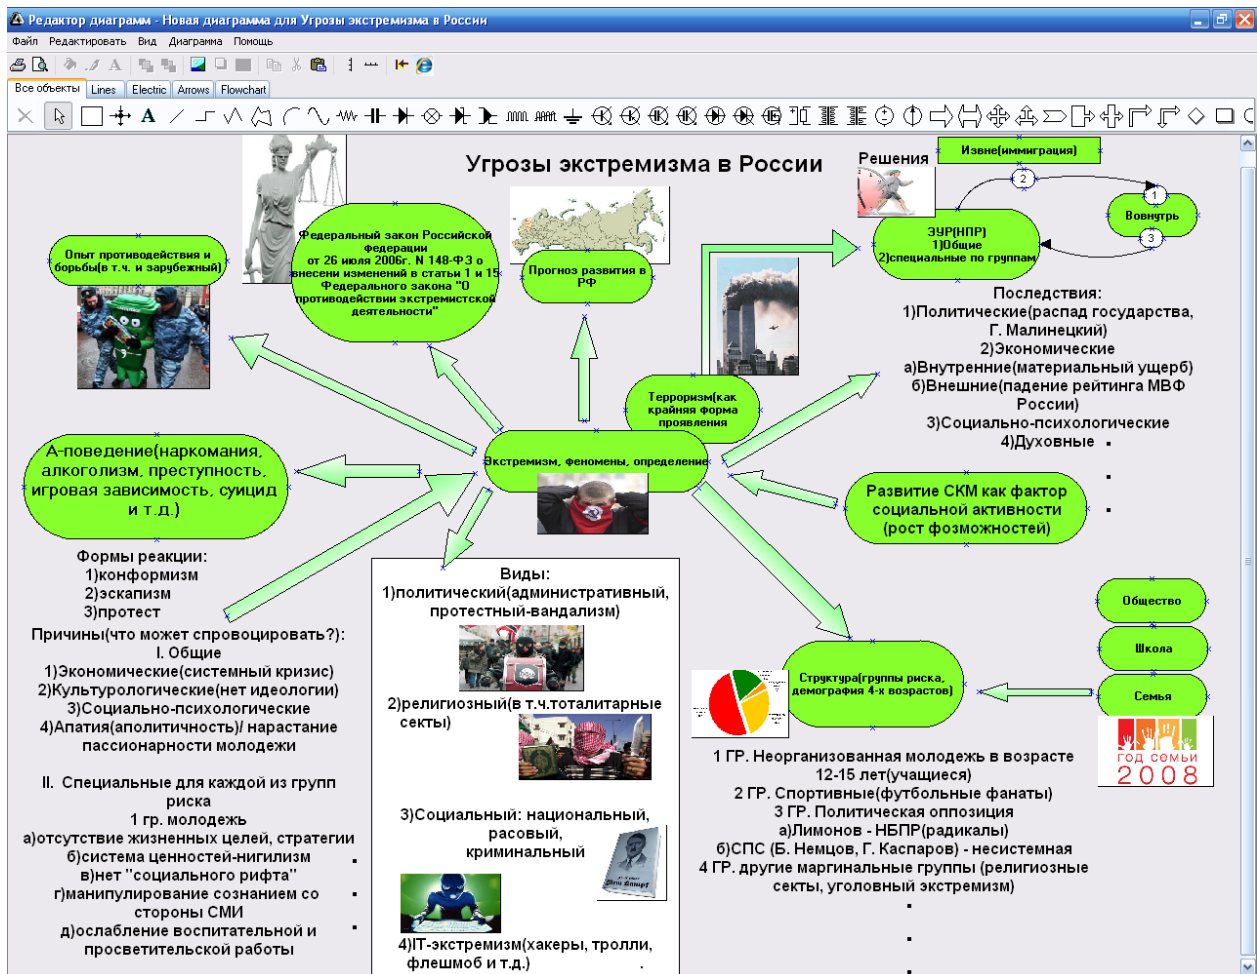 Редактор диаграмм - Новая диаграмма для Угрозы экстремизма в России
Файл Редактировать Вид Диаграмма Помощь
Все объекты Lines Electric Arrows Flowchart
Угрозы экстремизма в России
Опыт противодействия и
борьбы(в т.ч. и зарубежный)
Федеральный закон Российской
Федерации
от 26 июля 2006г. N 148-ФЗ о
внесени изменений в статьи 1 и 15
Федерального закона "О
противодействии экстремистской
деятельности"
Прогноз развития в
РФ
Решения
Извне(иммиграция)
2
1
Вовнутрь
3
ЭУР(НПР)
1)Общие
2)специальные по группам
Последствия:
1)Политические(распад государства,
Г. Малинецкий)
2)Экономические
а)Внутренние(материальный ущерб)
б)Внешние(падение рейтинга МВФ
России)
3)Социально-психологические
4)Духовные
Терроризм(как
крайняя форма
проявления
Экстремизм, феномены, определение
А-поведение(наркомания,
алкоголизм, преступность,
игровая зависимость, суицид
и т.д.)
Развитие СКМ как фактор
социальной активности
(рост фозможностей)
Формы реакции:
1)конформизм
2)эскапизм
3)протест
Причины(что может спровоцировать?):
I. Общие
1)Экономические(системный кризис)
2)Культурологические(нет идеологии)
3)Социально-психологические
4)Апатия(аполитичность)/ нарастание
пассионарности молодежи
II. Специальные для каждой из групп
риска
1 гр. молодежь
а)отсутствие жизненных целей, стратегии
б)система ценностей-нигилизм
в)нет "социального рифта"
г)манипулирование сознанием со
стороны СМИ
д)ослабление воспитательной и
просветительской работы
Виды:
1)политический(административный,
протестный-вандализм)
2)религиозный(в т.ч.тоталитарные
секты)
3)Социальный: национальный,
расовый,
криминальный
Mein Kampf
4)IT-экстремизм(хакеры, тролли,
флешмоб и т.д.)
Общество
Школа
Семья
Структура(группы риска,
демография 4-х возрастов)
ГОД СЕМЬИ
2008
1 ГР. Неорганизованная молодежь в возрасте
12-15 лет(учащиеся)
2 ГР. Спортивные(футбольные фанаты)
3 ГР. Политическая оппозиция
а)Лимонов - НБПР(радикалы)
б)СПС (Б. Немцов, Г. Каспаров) - несистемная
4 ГР. другие маргинальные группы (религиозные
секты, уголовный экстремизм)